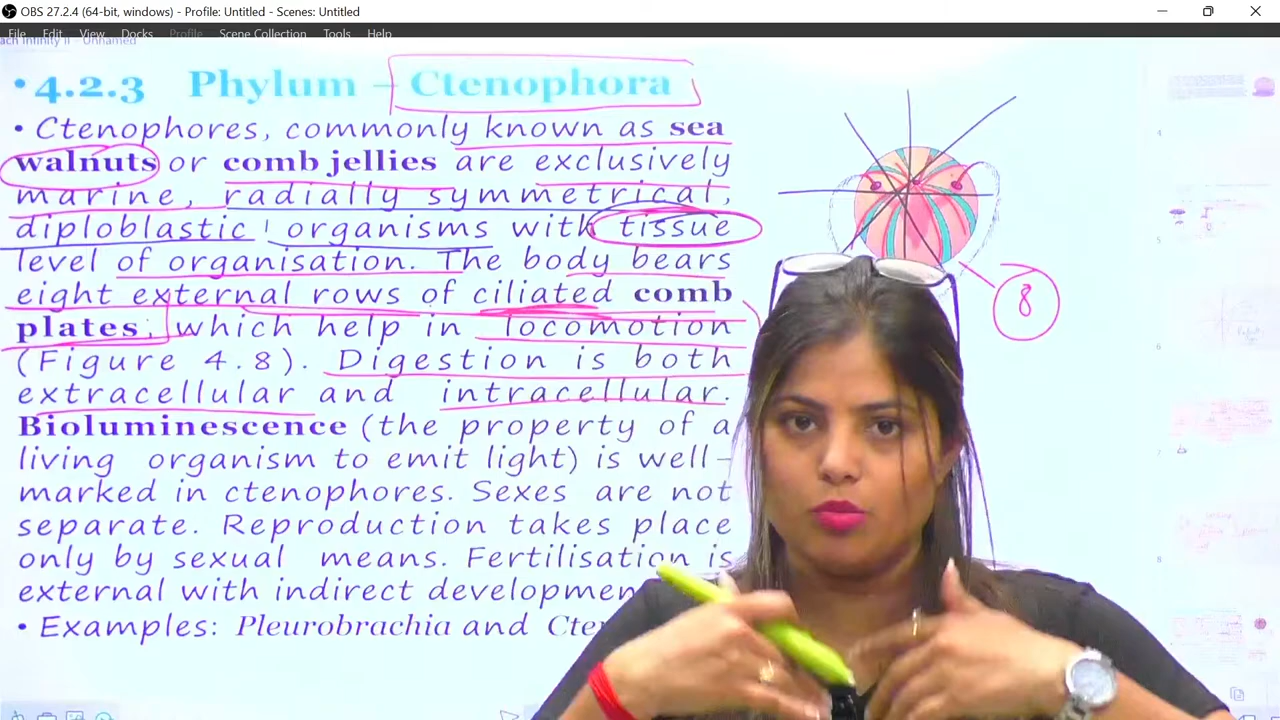 OBS 27.2.4 (64-bit, windows) - Profile: Untitled - Scenes: Untitled
File Edit View Docks Profile Scene Collection Tools Help
• 4.2.3 Phylum – Ctenophora
• Ctenophores, commonly known as sea
walnuts or comb jellies are exclusively
marine, radially symmetrical,
diploblastic organisms with tissue
level of organisation. The body bears
eight external rows of ciliated comb
plates, which help in locomotion
(Figure 4.8). Digestion is both
extracellular and intracellular.
Bioluminescence (the property of a
living organism to emit light) is well-
marked in ctenophores. Sexes are not
separate. Reproduction takes place
only by sexual means. Fertilisation is
external with indirect
• Examples: Pleurobrachia and
8
4
5
6
7
8